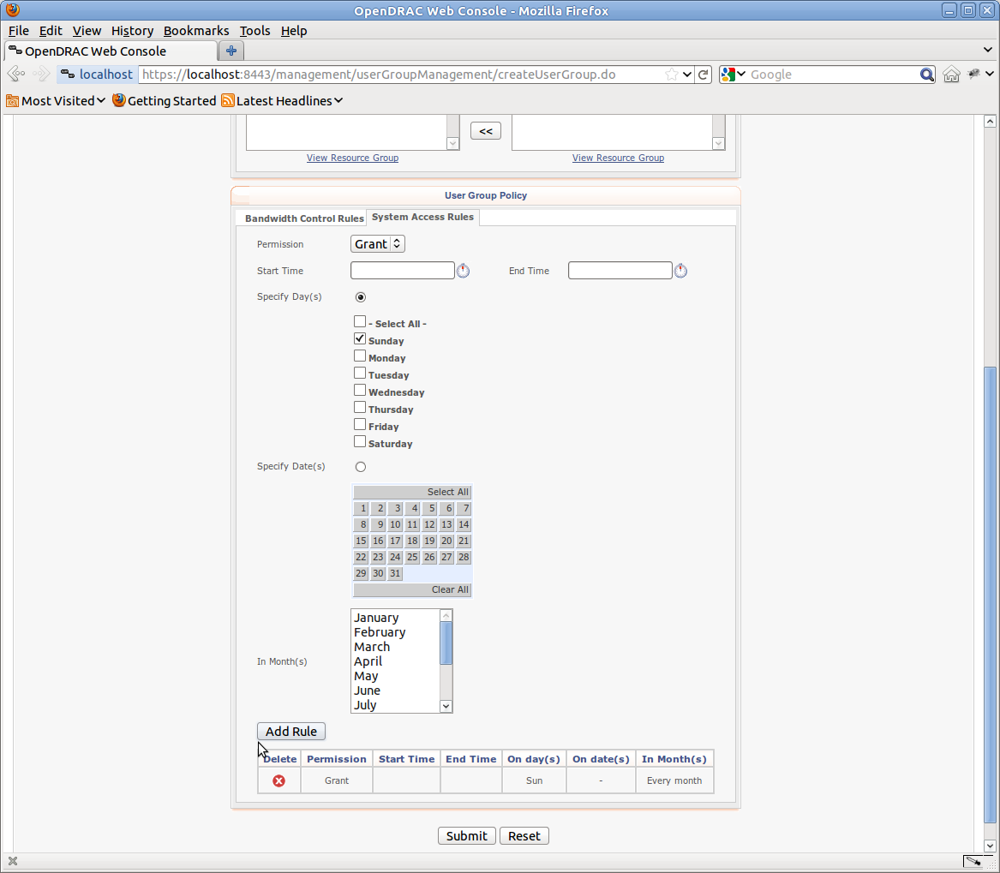 OpenDRAC Web Console - Mozilla Firefox
File Edit View History Bookmarks Tools Help
OpenDRAC Web Console
localhost https://localhost:8443/management/userGroupManagement/createUserGroup.do Google
Most Visited Getting Started Latest Headlines
<<
View Resource Group View Resource Group
User Group Policy
Bandwidth Control Rules System Access Rules
Permission Grant
Start Time End Time
Specify Day(s)
- Select All -
Sunday
Monday
Tuesday
Wednesday
Thursday
Friday
Saturday
Specify Date(s)
Select All
1 2 3 4 5 6 7
8 9 10 11 12 13 14
15 16 17 18 19 20 21
22 23 24 25 26 27 28
29 30 31
Clear All
January
February
March
In Month(s) April
May
June
July
Add Rule
Delete Permission Start Time End Time On day(s) On date(s) In Month(s)
Grant Sun - Every month
Submit Reset